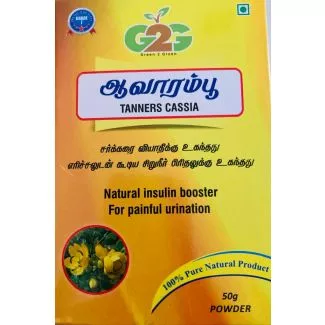 G2G
Green 2 Green
ஆவாரம்பூ
TANNERS CASSIA
சர்க்கரை வியாதிக்கு உகந்தது
எரிச்சலுடன் கூடிய சிறுநீர் பிரிதலுக்கு உகந்தது
Natural insulin booster
For painful urination
100% Pure Natural Product
50g
POWDER